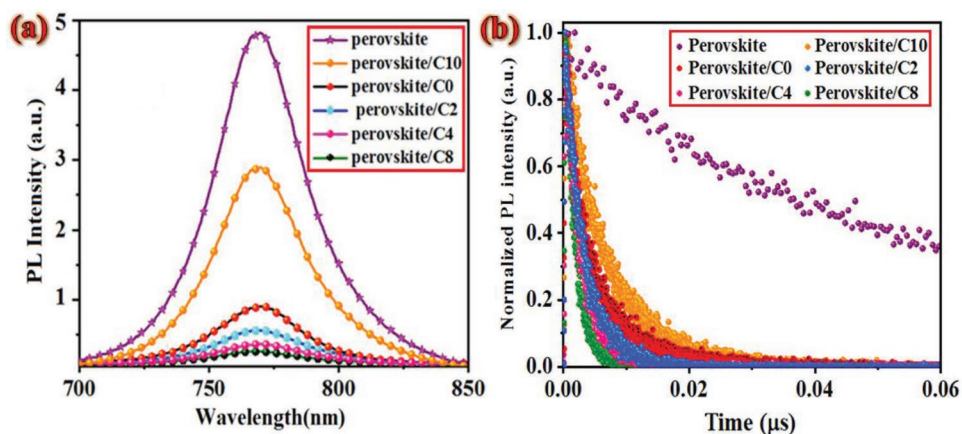 (a)
PL Intensity (a.u.)
5
4
3
2
1
700 750 800 850
Wavelength(nm)
perovskite
perovskite/C10
perovskite/C0
perovskite/C2
perovskite/C4
perovskite/C8
(b)
Normalized PL intensity (a.u.)
1.0
0.8
0.6
0.4
0.2
0.0
0.00 0.02 0.04 0.06
Time (µs)
Perovskite Perovskite/C10
Perovskite/C0 Perovskite/C2
Perovskite/C4 Perovskite/C8